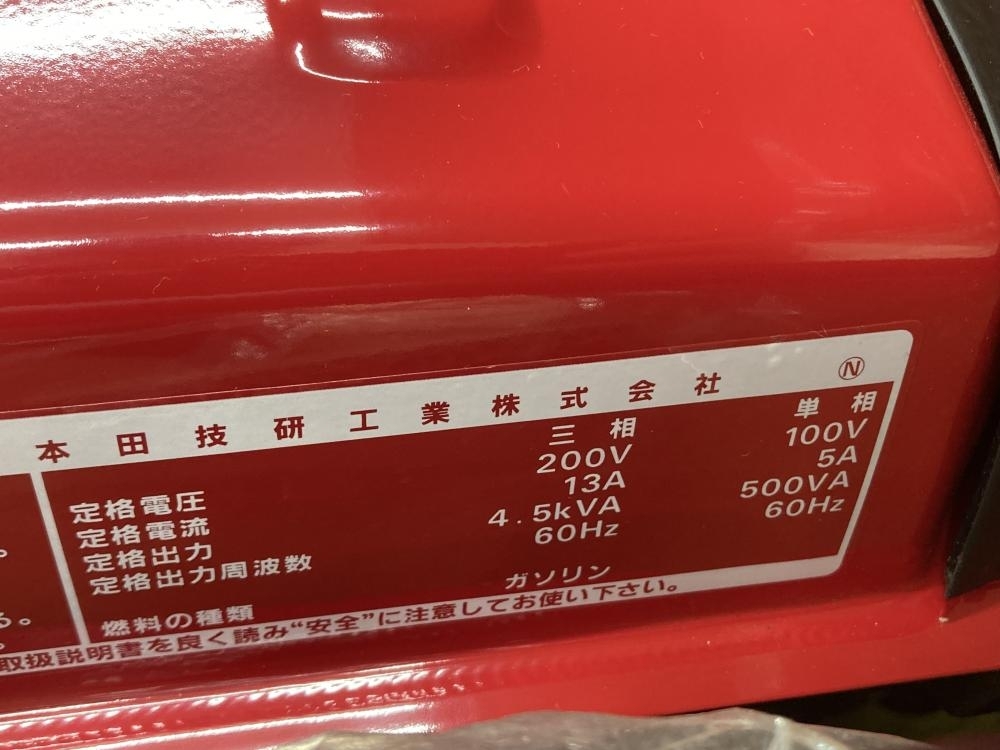 本田技研工業株式会社 Ⓝ
三相 単相
定格電圧 200V 100V
定格電流 13A 5A
定格出力 4.5kVA 500VA
定格出力周波数 60Hz 60Hz
燃料の種類 ガソリン
取扱説明書を良く読み“安全”に注意してお使い下さい。